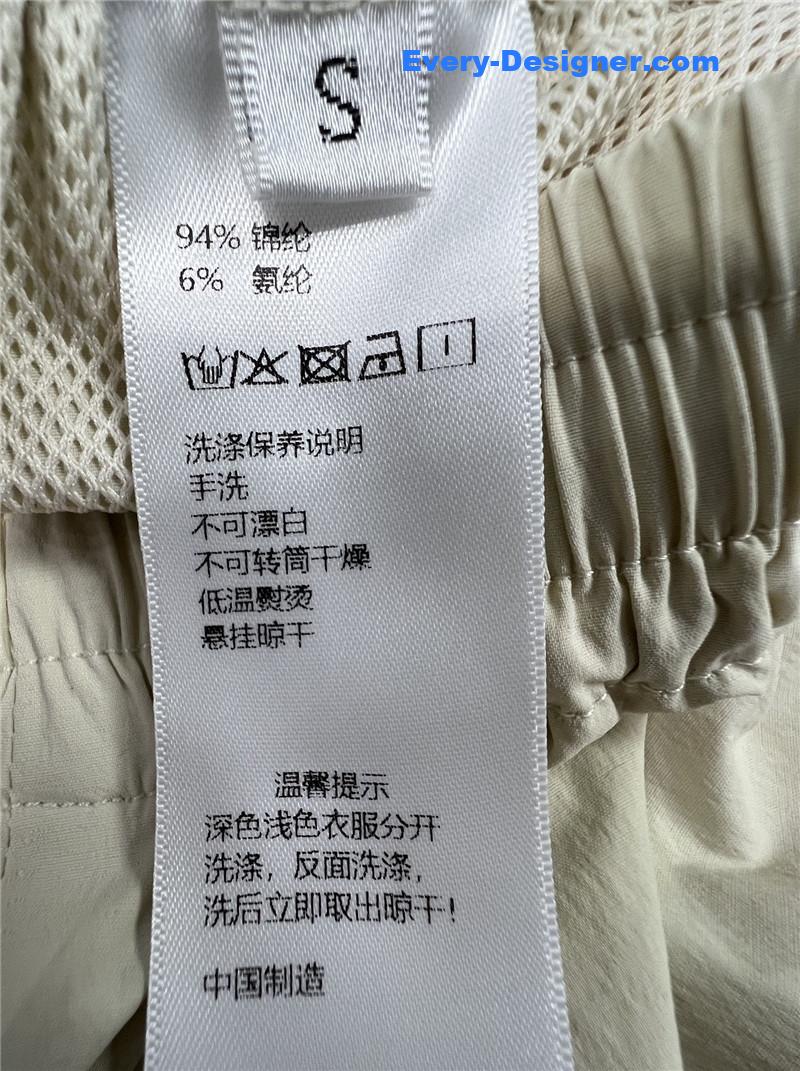 Every-Designer.com
S
94% 锦纶
6% 氨纶
洗涤保养说明
手洗
不可漂白
不可转筒干燥
低温熨烫
悬挂晾干
温馨提示
深色浅色衣服分开
洗涤，反面洗涤，
洗后立即取出晾干！
中国制造